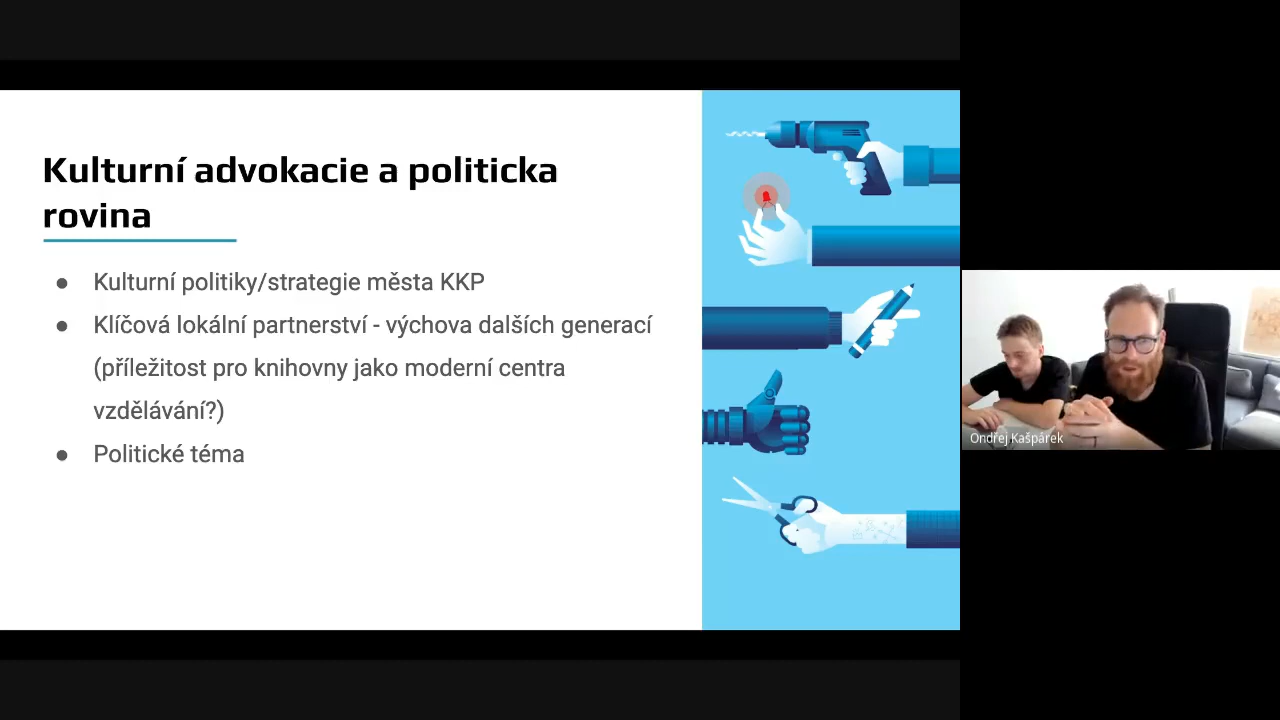 Kulturní advokacie a politicka
rovina
● Kulturní politiky/strategie města KKP
● Klíčová lokální partnerství - výchova dalších generací
(příležitost pro knihovny jako moderní centra
vzdělávání?)
● Politické téma
Ondřej Kašpárek